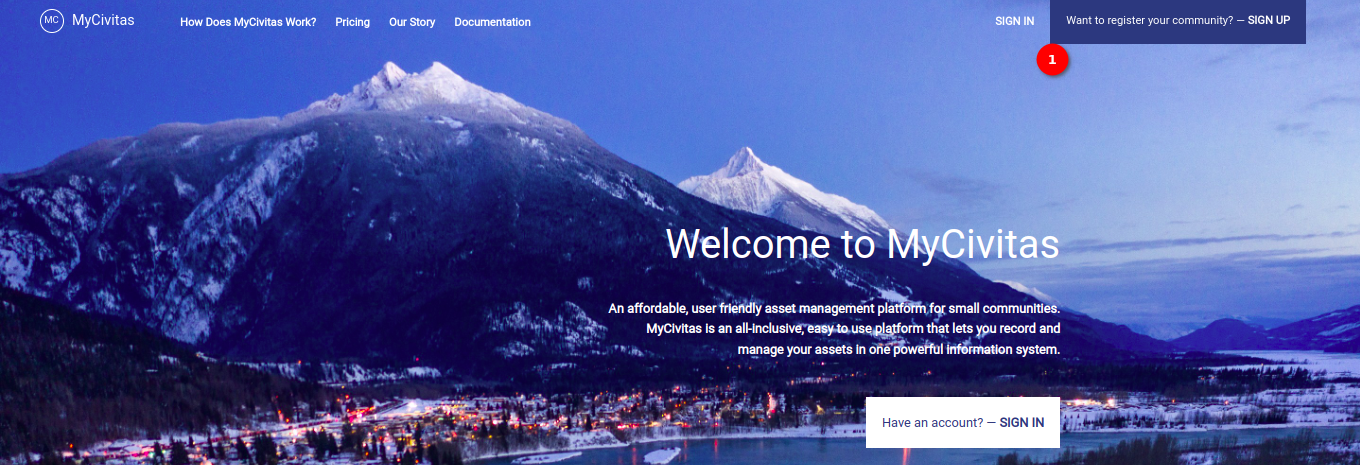 MC MyCivitas How Does MyCivitas Work? Pricing Our Story Documentation SIGN IN Want to register your community? — SIGN UP
1
Welcome to MyCivitas
An affordable, user friendly asset management platform for small communities.
MyCivitas is an all-inclusive, easy to use platform that lets you record and
manage your assets in one powerful information system.
Have an account? — SIGN IN